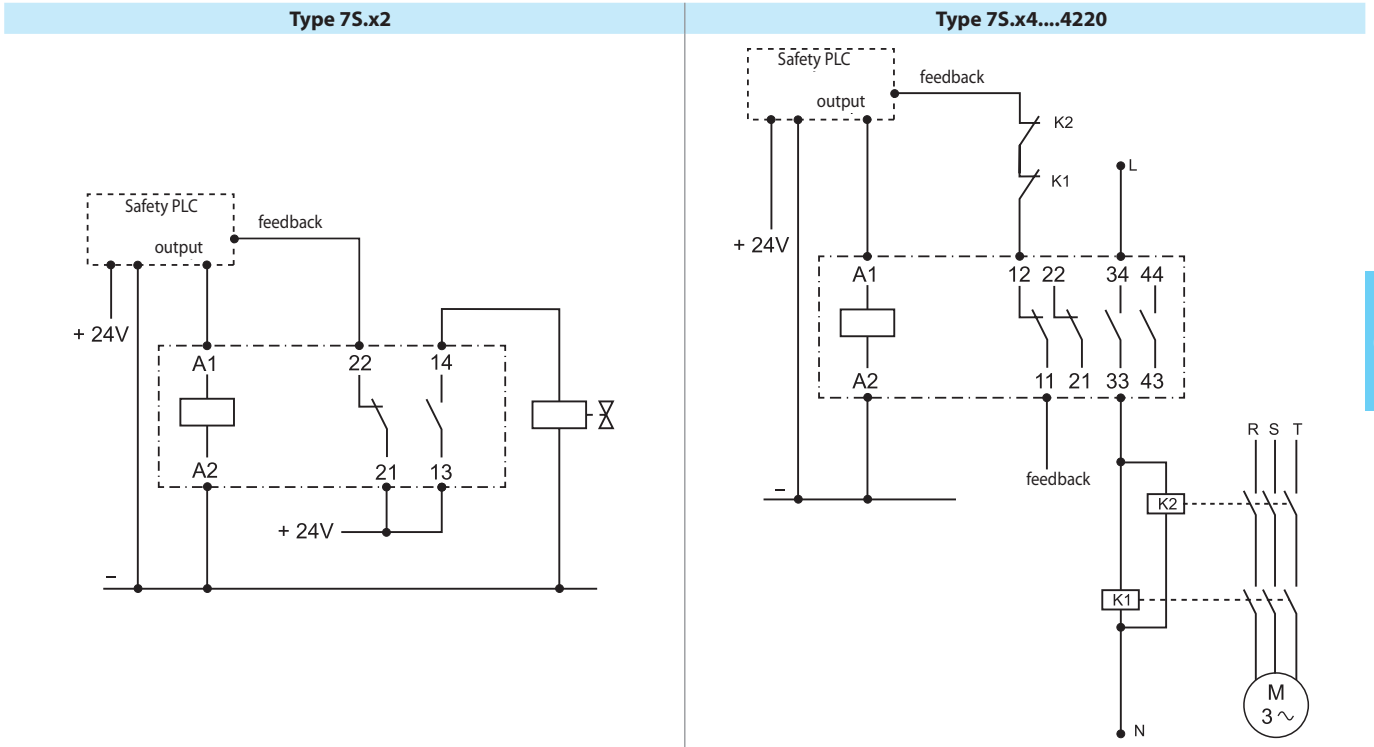 Type 7S.x2
Safety PLC
output
feedback
+ 24V
A1
22
14
A2
21
13
+ 24V
–
Type 7S.x4....4220
Safety PLC
output
feedback
K2
K1
L
+ 24V
A1
12 22
34 44
A2
11 21
33 43
feedback
–
R S T
K2
K1
M
3 ~
N